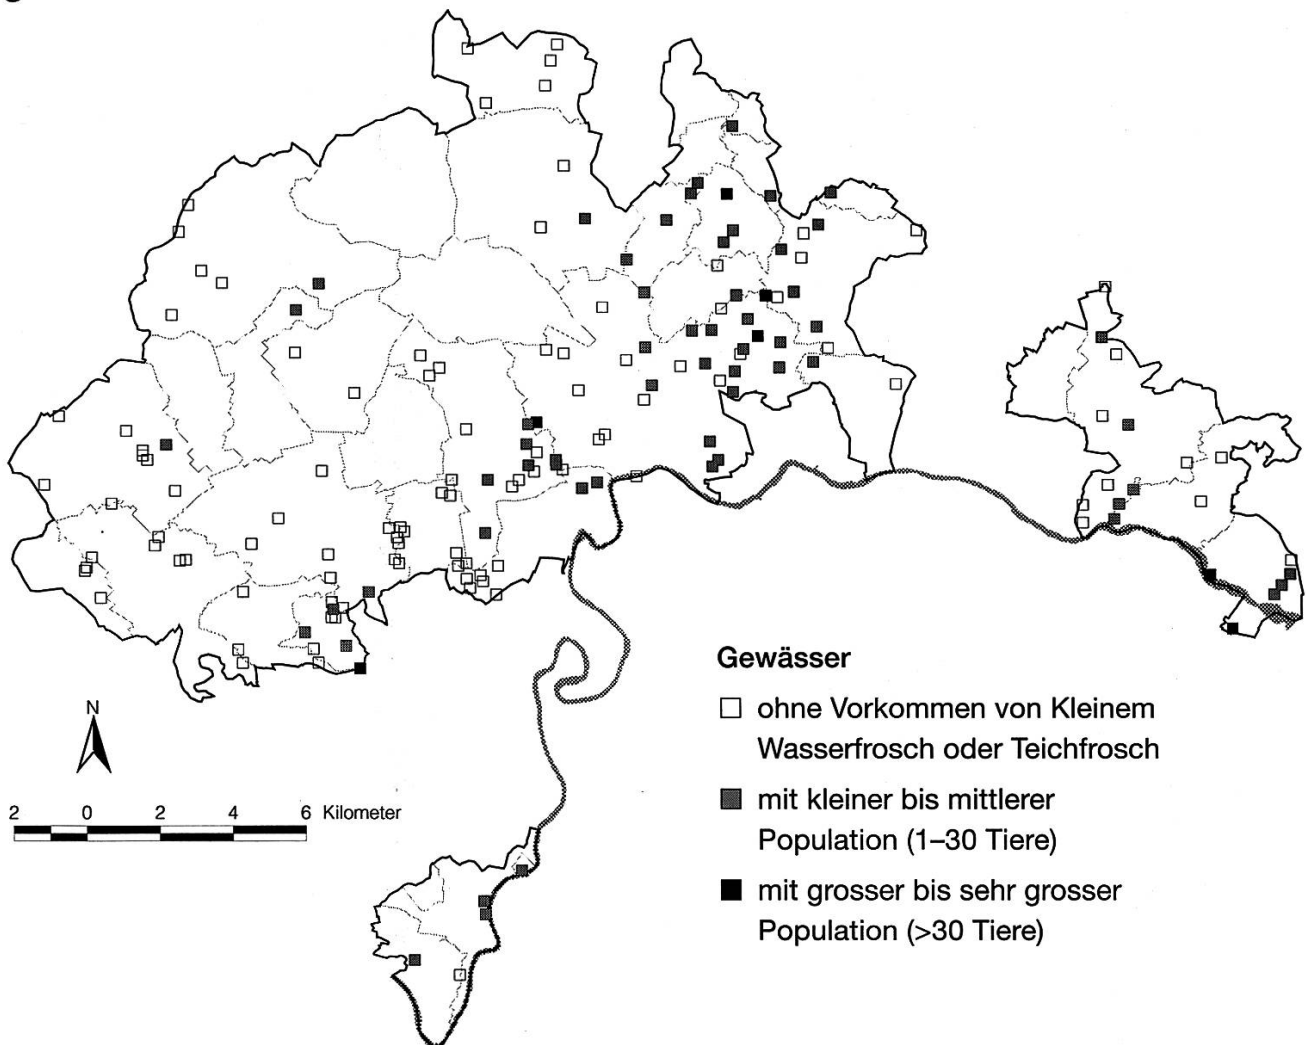 Gewässer
ohne Vorkommen von Kleinem
Wasserfrosch oder Teichfrosch
mit kleiner bis mittlerer
Population (1–30 Tiere)
mit grosser bis sehr grosser
Population (>30 Tiere)
N
2 0 2 4 6 Kilometer